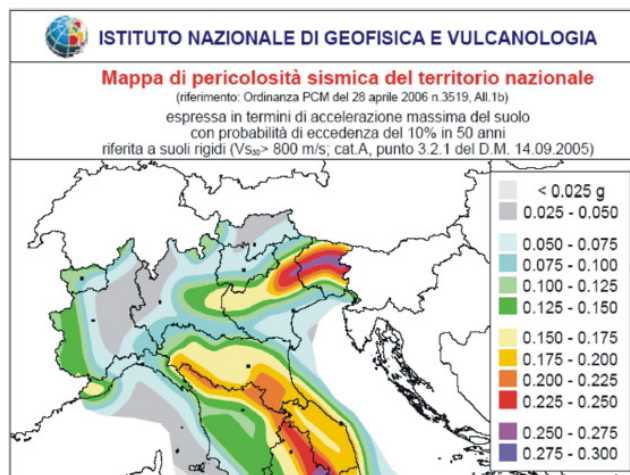 ISTITUTO NAZIONALE DI GEOFISICA E VULCANOLOGIA
Mappa di pericolosità sismica del territorio nazionale
(riferimento: Ordinanza PCM del 28 aprile 2006 n.3519, All.1b)
espressa in termini di accelerazione massima del suolo
con probabilità di eccedenza del 10% in 50 anni
riferita a suoli rigidi (Vs₃₀> 800 m/s; cat.A, punto 3.2.1 del D.M. 14.09.2005)
< 0.025 g
0.025 - 0.050
0.050 - 0.075
0.075 - 0.100
0.100 - 0.125
0.125 - 0.150
0.150 - 0.175
0.175 - 0.200
0.200 - 0.225
0.225 - 0.250
0.250 - 0.275
0.275 - 0.300